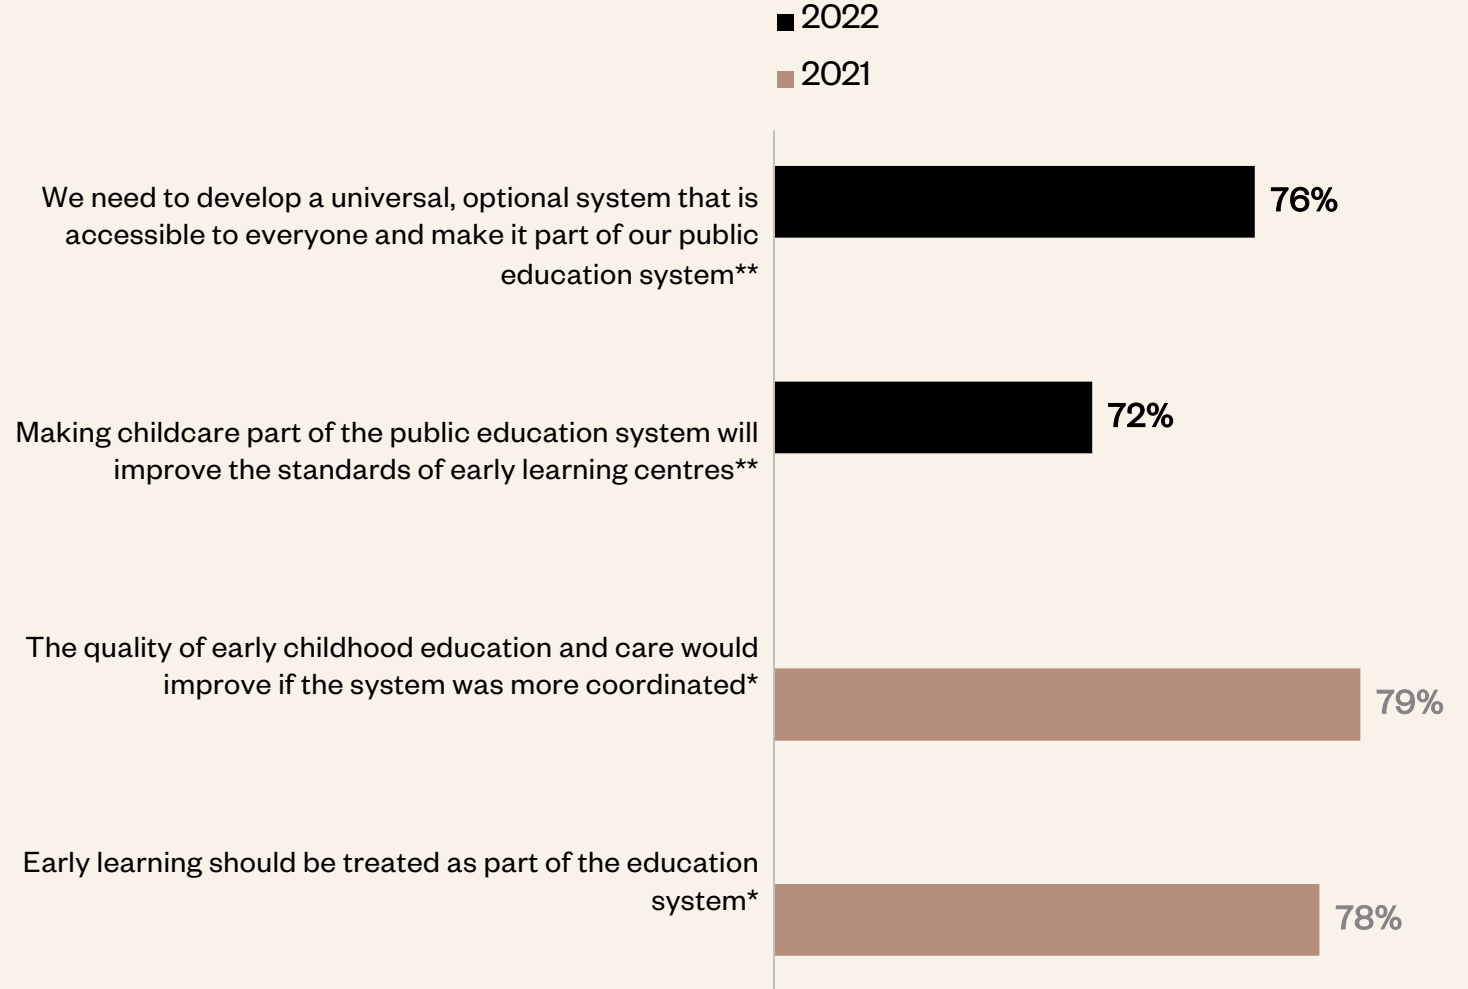 2022
2021
We need to develop a universal, optional system that is
accessible to everyone and make it part of our public
education system**
76%
Making childcare part of the public education system will
improve the standards of early learning centres**
72%
The quality of early childhood education and care would
improve if the system was more coordinated*
79%
Early learning should be treated as part of the education
system*
78%